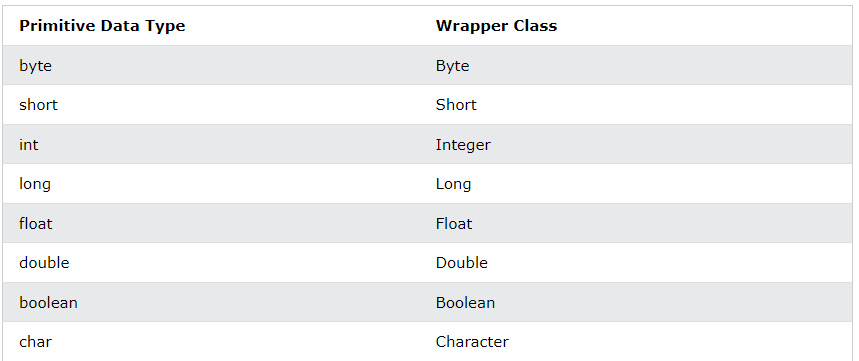 Primitive Data Type Wrapper Class
byte Byte
short Short
int Integer
long Long
float Float
double Double
boolean Boolean
char Character